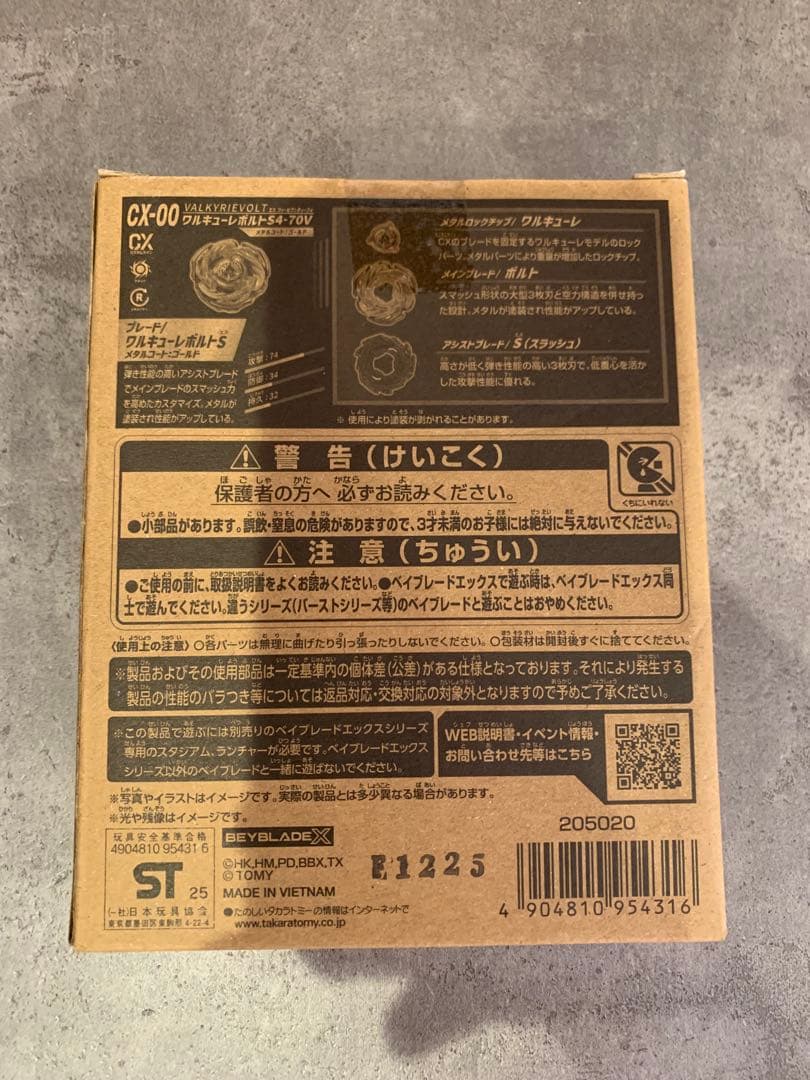 CX-00
VALKYRIEVOLT
ワルキューレボルトS4-70V
メタルコート:ゴールド
CX
R
ブレード/
ワルキューレボルトS
メタルコート:ゴールド
弾き性能の高いアシストブレード
でメインブレードのスマッシュ力
を高めたカスタマイズ。メタルが
塗装され性能がアップしている。
攻撃:74
防御:34
持久:32
メタルロックチップ/ ワルキューレ
CXのブレードを固定するワルキューレモデルのロック
パーツ。メタルパーツにより重量が増加したロックチップ。
メインブレード/ ボルト
スマッシュ形状の大型3枚刃と空力構造を併せ持っ
た設計。メタルが塗装され性能がアップしている。
アシストブレード/ S(スラッシュ)
高さが低く弾き性能の高い3枚刃で、低重心を活か
した攻撃性能に優れる。
※ 使用により塗装が剥がれることがあります。
警 告(けいこく)
保護者の方へ 必ずお読みください。
くちにいれない
●小部品があります。誤飲・窒息の危険がありますので、3才未満のお子様には絶対に与えないでください。
注 意(ちゅうい)
●ご使用の前に、取扱説明書をよくお読みください。●ベイブレードエックスで遊ぶ時は、ベイブレードエックス同
士で遊んでください。違うシリーズ(バーストシリーズ等)のベイブレードと遊ぶことはおやめください。
〈使用上の注意〉○各パーツは無理に曲げたり引っ張ったりしないでください。○包装材は開封後すぐに捨ててください。
※製品およびその使用部品は一定基準内の個体差(公差)がある仕様となっております。それにより発生する
製品の性能のバラつき等については返品対応・交換対応の対象外となりますので予めご了承ください。
※この製品で遊ぶには別売りのベイブレードエックスシリーズ
専用のスタジアム、ランチャーが必要です。ベイブレードエックス
シリーズ以外のベイブレードと一緒に遊ばないでください。
WEB説明書・イベント情報・
お問い合わせ先等はこちら
※写真やイラストはイメージです。実際の製品とは多少異なる場合があります。
※光や残像はイメージです。
玩具安全基準合格
4904810 95431 6
ST
25
(一社)日本玩具協会
東京都墨田区東駒形 4-22-4
BEYBLADE X
©HK,HM,PD,BBX,TX
©TOMY
MADE IN VIETNAM
●たのしいタカラトミーの情報はインターネットで
www.takaratomy.co.jp
E1225
205020
4 904810 954316